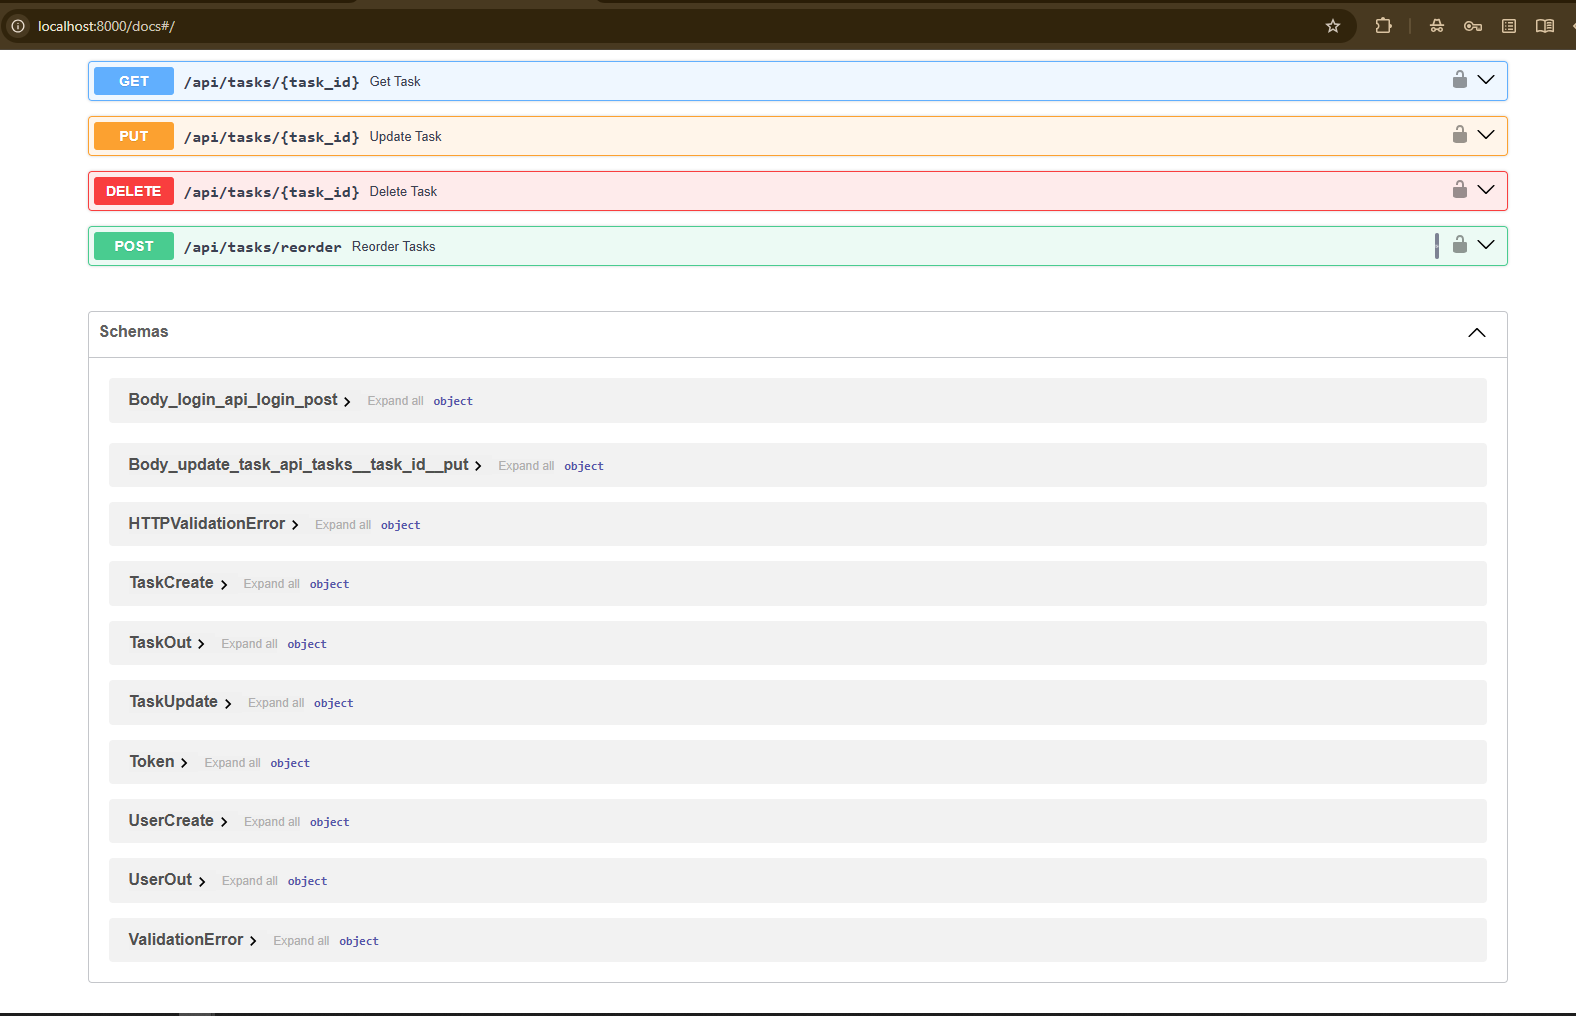 localhost:8000/docs#/
GET /api/tasks/{task_id} Get Task
PUT /api/tasks/{task_id} Update Task
DELETE /api/tasks/{task_id} Delete Task
POST /api/tasks/reorder Reorder Tasks
Schemas
Body_login_api_login_post Expand all object
Body_update_task_api_tasks__task_id__put Expand all object
HTTPValidationError Expand all object
TaskCreate Expand all object
TaskOut Expand all object
TaskUpdate Expand all object
Token Expand all object
UserCreate Expand all object
UserOut Expand all object
ValidationError Expand all object